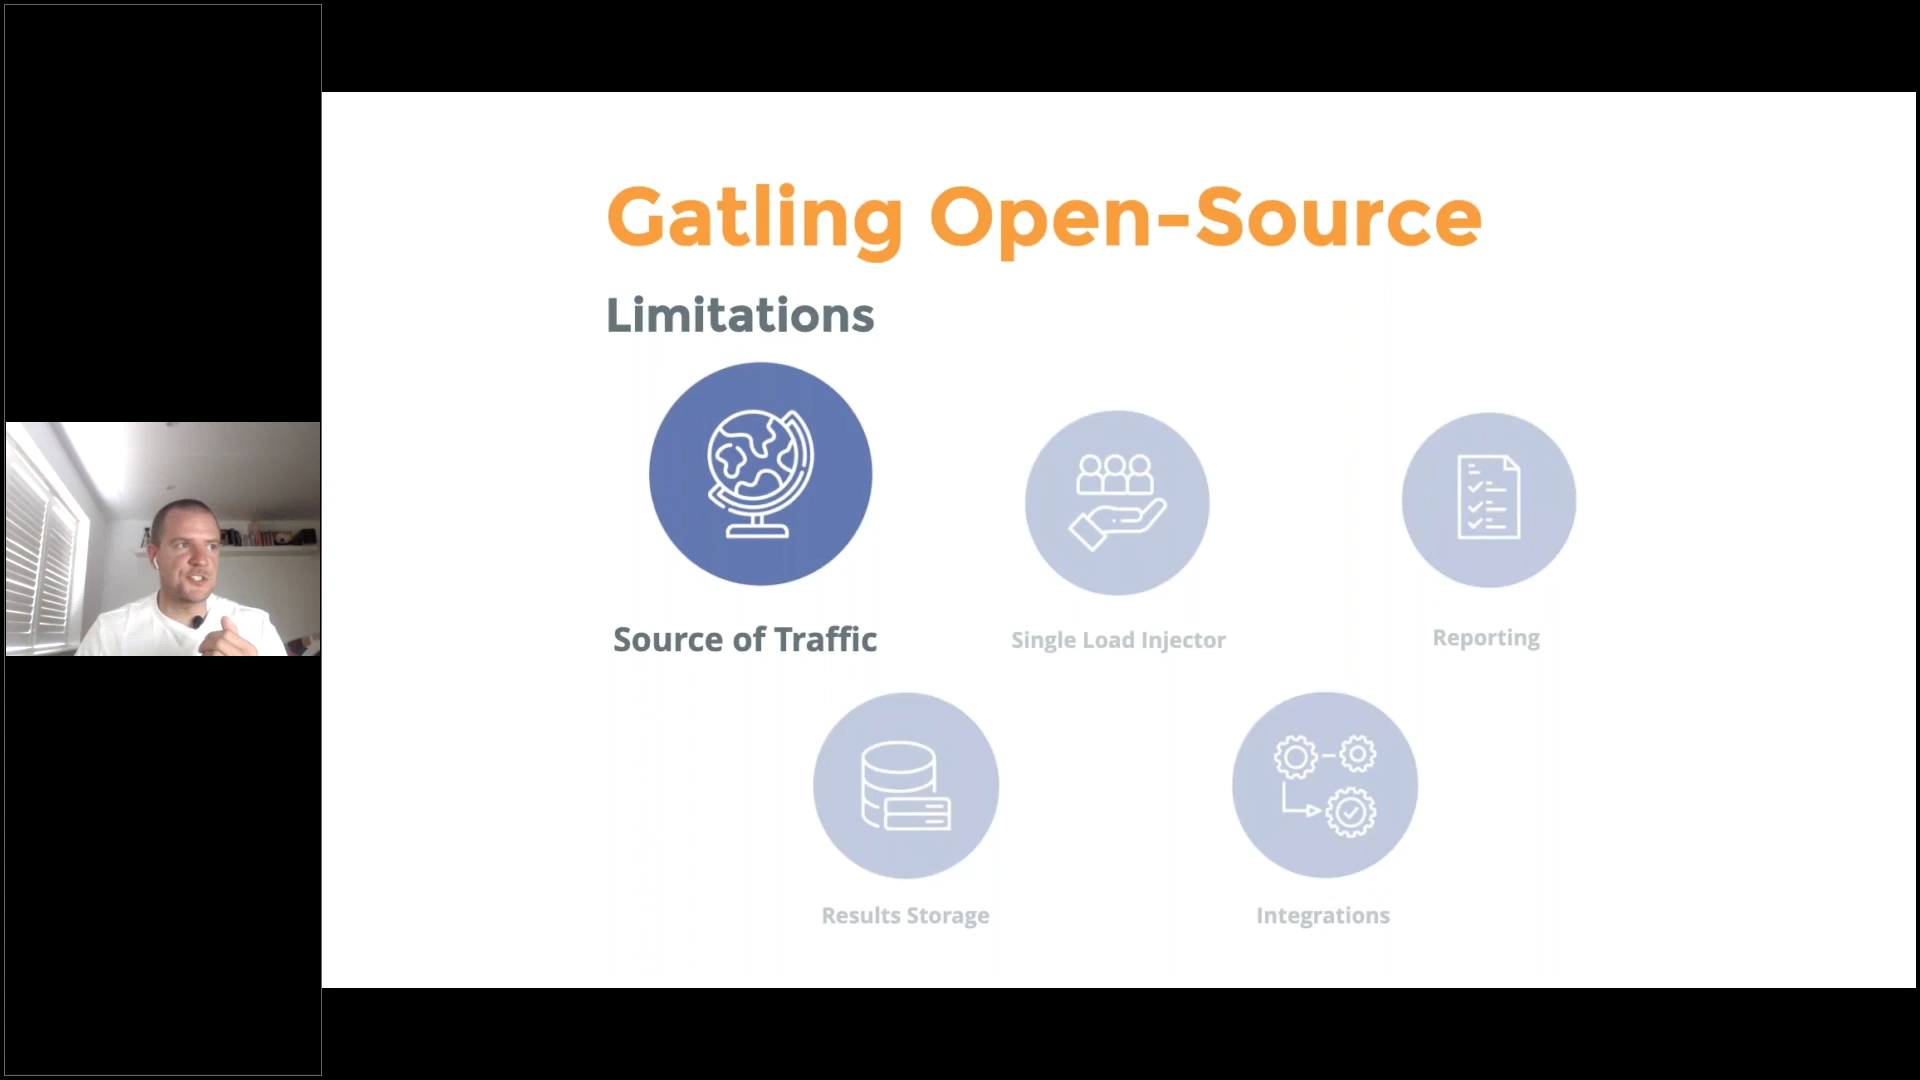 Gatling Open-Source
Limitations
Source of Traffic
Single Load Injector
Reporting
Results Storage
Integrations